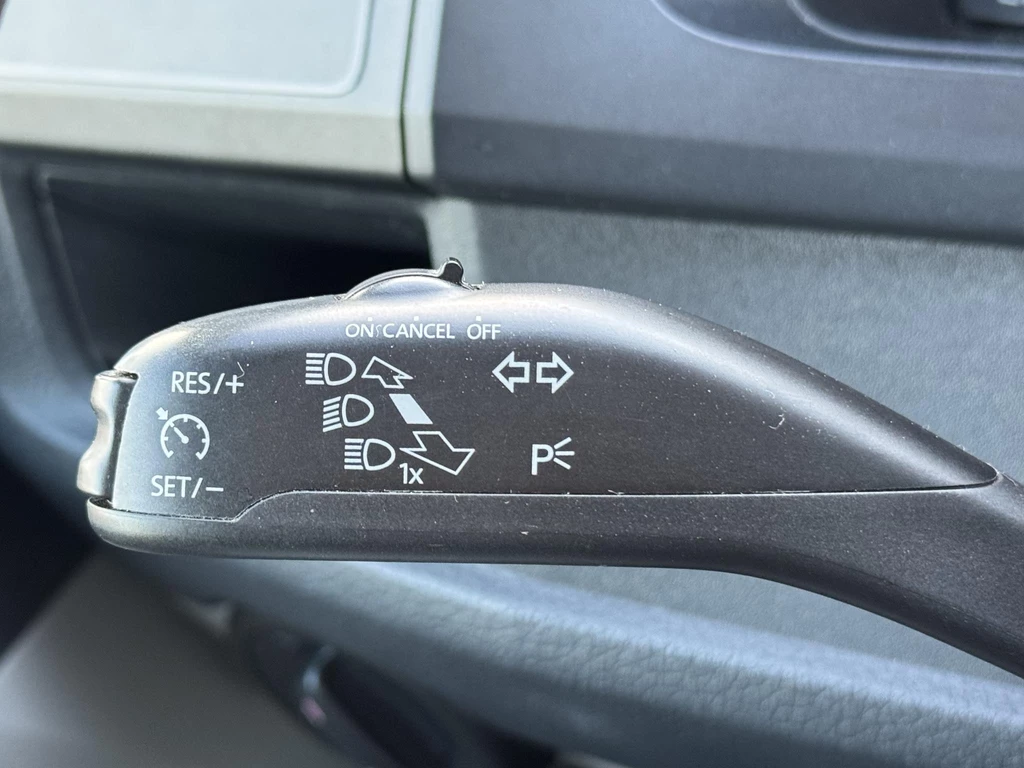 ON CANCEL OFF
RES/+
SET/−
1x
P